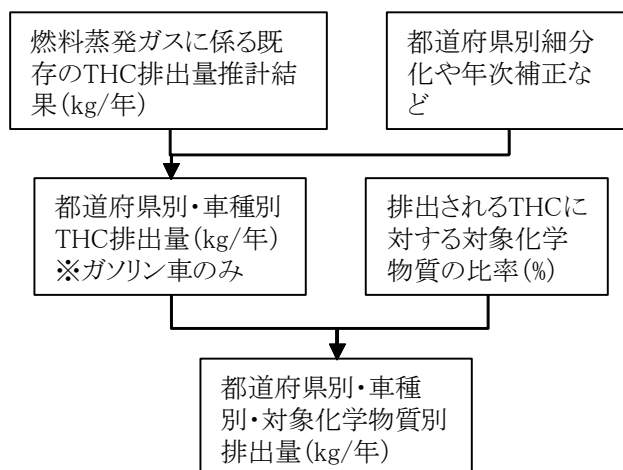 燃料蒸発ガスに係る既
存のTHC排出量推計結
果(kg/年)
都道府県別細分
化や年次補正な
ど
都道府県別・車種別
THC排出量(kg/年)
※ガソリン車のみ
排出されるTHCに
対する対象化学
物質の比率(%)
都道府県別・車種
別・対象化学物質別
排出量(kg/年)